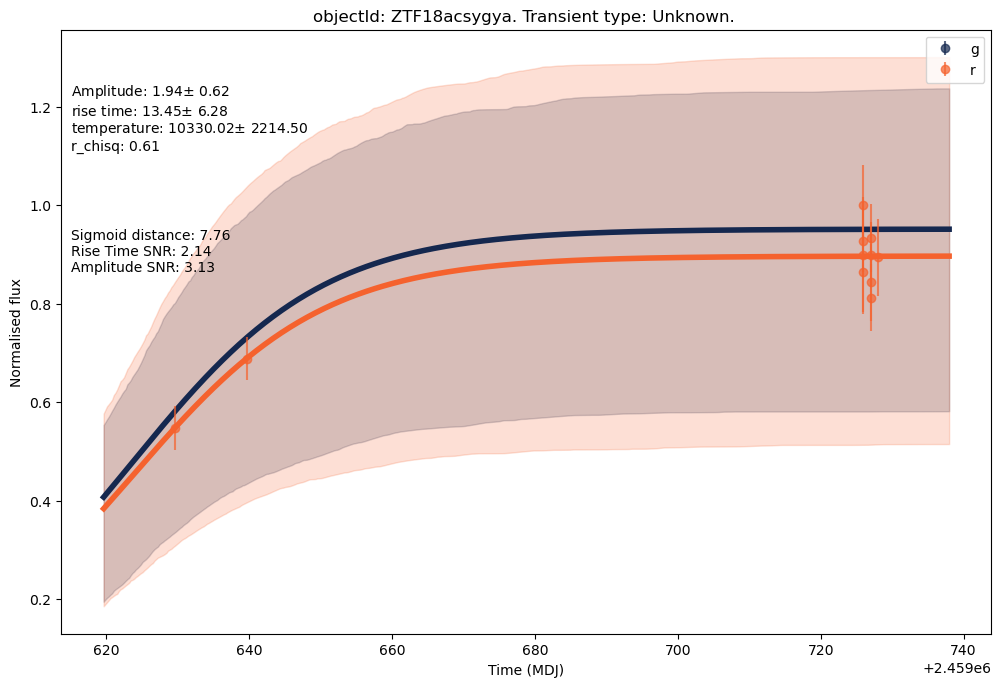 objectId: ZTF18acsygya. Transient type: Unknown.
g
r
Amplitude: 1.94± 0.62
rise time: 13.45± 6.28
temperature: 10330.02± 2214.50
r_chisq: 0.61
Sigmoid distance: 7.76
Rise Time SNR: 2.14
Amplitude SNR: 3.13
Normalised flux
1.2
1.0
0.8
0.6
0.4
0.2
620 640 660 680 700 720 740
Time (MDJ)
+2.459e6